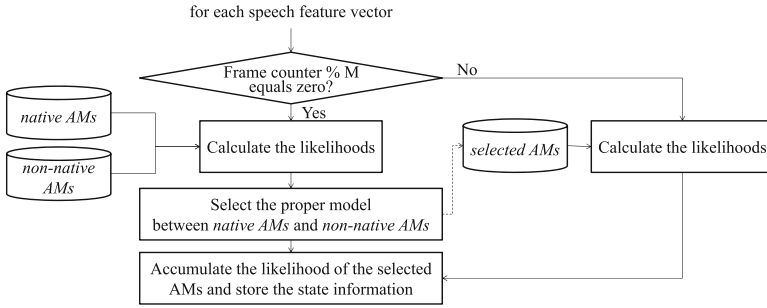 for each speech feature vector
Frame counter % M
equals zero?
No
Yes
native AMs
non-native
AMs
Calculate the likelihoods
selected AMs
Calculate the likelihoods
Select the proper model
between native AMs and non-native AMs
Accumulate the likelihood of the selected
AMs and store the state information